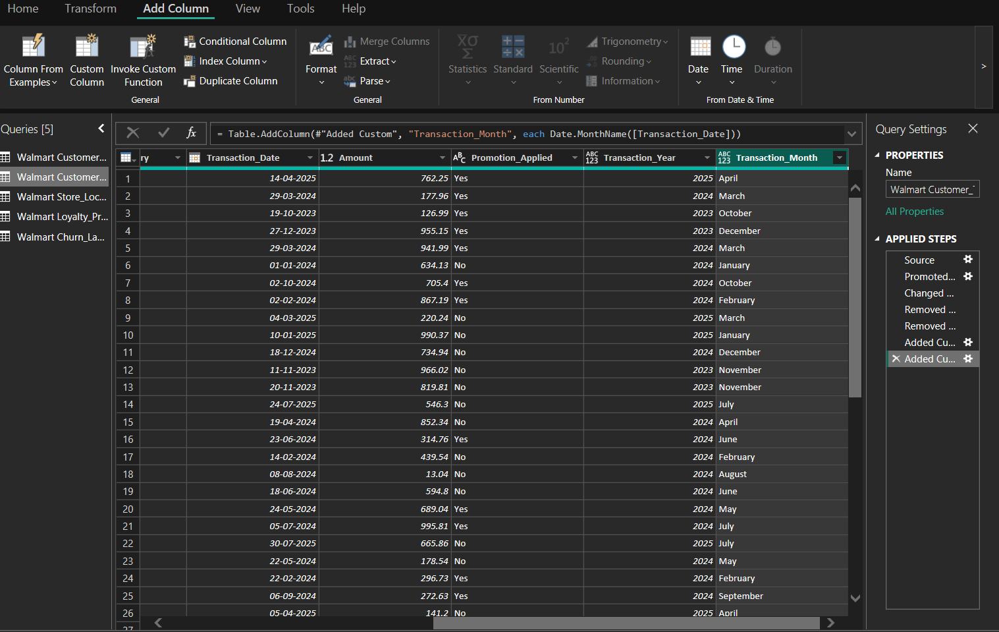 Home Transform Add Column View Tools Help
Column From Examples
Custom Column
Invoke Custom Function
Conditional Column
Index Column
Duplicate Column
General
ABC
Format
Merge Columns
ABC 123 Extract
abc Parse
General
Xσ Σ
Statistics
Standard
10² Scientific
Trigonometry
.00 Rounding
Information
From Number
Date
Time
Duration
From Date & Time
>
Queries [5]
Walmart Customer...
Walmart Customer...
Walmart Store_Loc...
Walmart Loyalty_Pr...
Walmart Churn_La...
fx = Table.AddColumn(#"Added Custom", "Transaction_Month", each Date.MonthName([Transaction_Date]))
ry Transaction_Date 1.2 Amount ABC Promotion_Applied ABC 123 Transaction_Year ABC 123 Transaction_Month
1 14-04-2025 762.25 Yes 2025 April
2 29-03-2024 177.96 Yes 2024 March
3 19-10-2023 126.99 Yes 2023 October
4 27-12-2023 955.15 Yes 2023 December
5 29-03-2024 941.99 Yes 2024 March
6 01-01-2024 634.13 No 2024 January
7 02-10-2024 705.4 Yes 2024 October
8 02-02-2024 867.19 Yes 2024 February
9 04-03-2025 220.24 No 2025 March
10 10-01-2025 990.37 No 2025 January
11 18-12-2024 734.94 No 2024 December
12 11-11-2023 966.02 No 2023 November
13 20-11-2023 819.81 No 2023 November
14 24-07-2025 546.3 No 2025 July
15 19-04-2024 852.34 No 2024 April
16 23-06-2024 314.76 Yes 2024 June
17 14-02-2024 439.54 No 2024 February
18 08-08-2024 13.04 No 2024 August
19 18-06-2024 594.8 No 2024 June
20 24-05-2024 689.04 Yes 2024 May
21 05-07-2024 995.81 Yes 2024 July
22 30-07-2025 665.86 No 2025 July
23 22-05-2024 178.54 No 2024 May
24 22-02-2024 296.73 Yes 2024 February
25 06-09-2024 272.63 Yes 2024 September
26 05-04-2025 141.2 No 2025 April
27
Query Settings
PROPERTIES
Name
Walmart Customer_
All Properties
APPLIED STEPS
Source
Promoted...
Changed ...
Removed ...
Removed ...
Added Cu...
Added Cu...